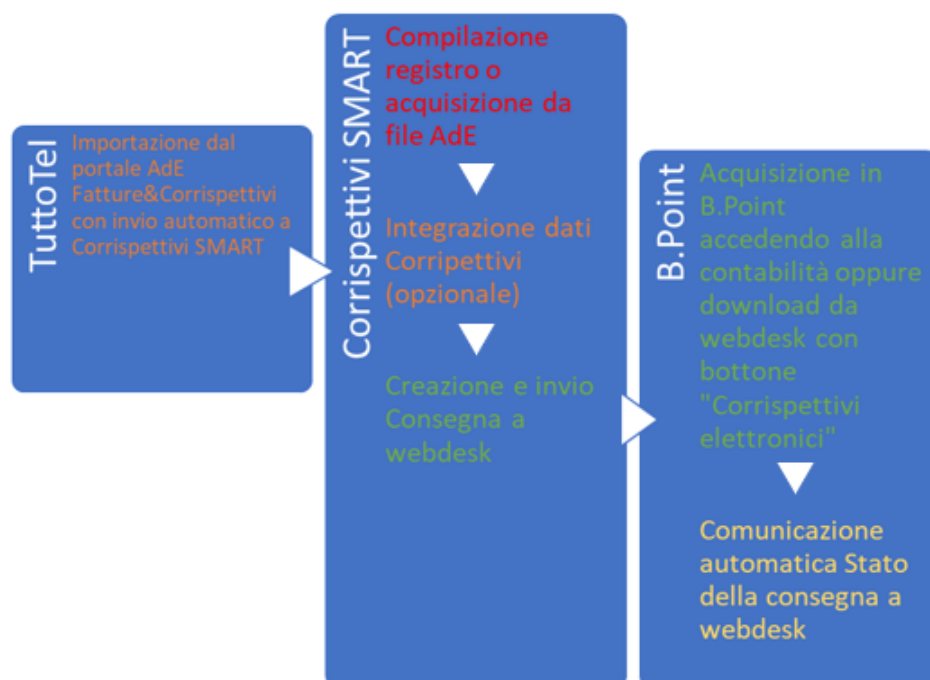 TuttoTel
Importazione dal
portale AdE
Fatture&Corrispettivi
con invio automatico a
Corrispettivi SMART
Corrispettivi SMART
Compilazione
registro o
acquisizione da
file AdE
Integrazione dati
Corripettivi
(opzionale)
Creazione e invio
Consegna a
webdesk
B.Point
Acquisizione in
B.Point
accedendo alla
contabilità oppure
download da
webdesk con
bottone
"Corrispettivi
elettronici"
Comunicazione
automatica Stato
della consegna a
webdesk